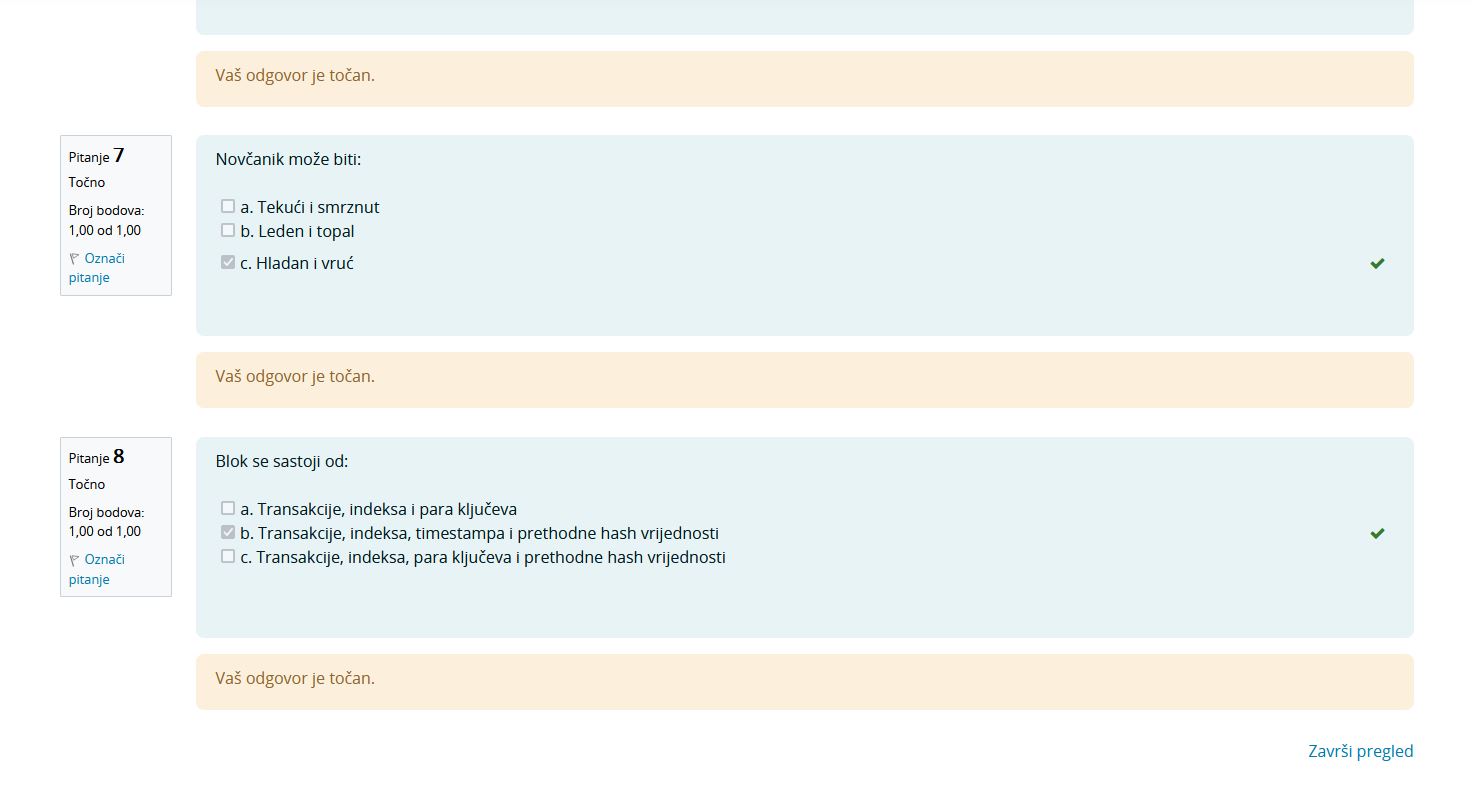 Vaš odgovor je točan.
Pitanje 7
Točno
Broj bodova:
1,00 od 1,00
Označi
pitanje
Novčanik može biti:
a. Tekući i smrznut
b. Leden i topal
c. Hladan i vruć
Vaš odgovor je točan.
Pitanje 8
Točno
Broj bodova:
1,00 od 1,00
Označi
pitanje
Blok se sastoji od:
a. Transakcije, indeksa i para ključeva
b. Transakcije, indeksa, timestampa i prethodne hash vrijednosti
c. Transakcije, indeksa, para ključeva i prethodne hash vrijednosti
Vaš odgovor je točan.
Završi pregled